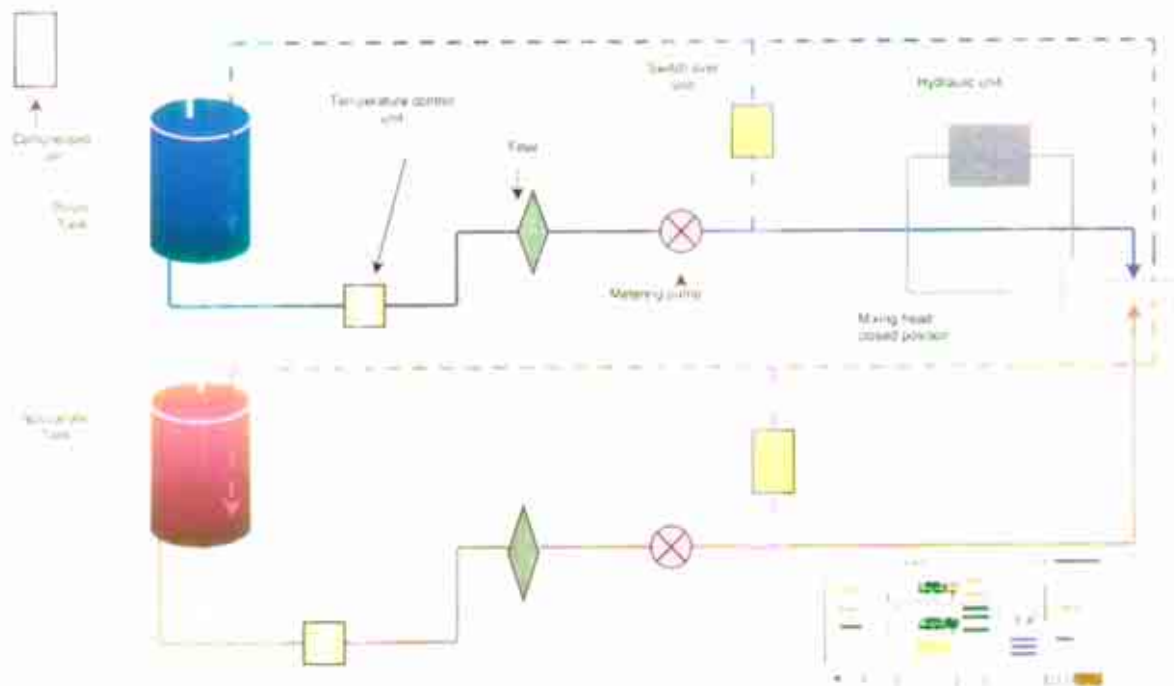 Switch over
unit
Hydraulic unit
Temperature control
unit
Compressed
air
Filter
Polyol
Tank
Metering pump
Mixing head
closed position
Tank